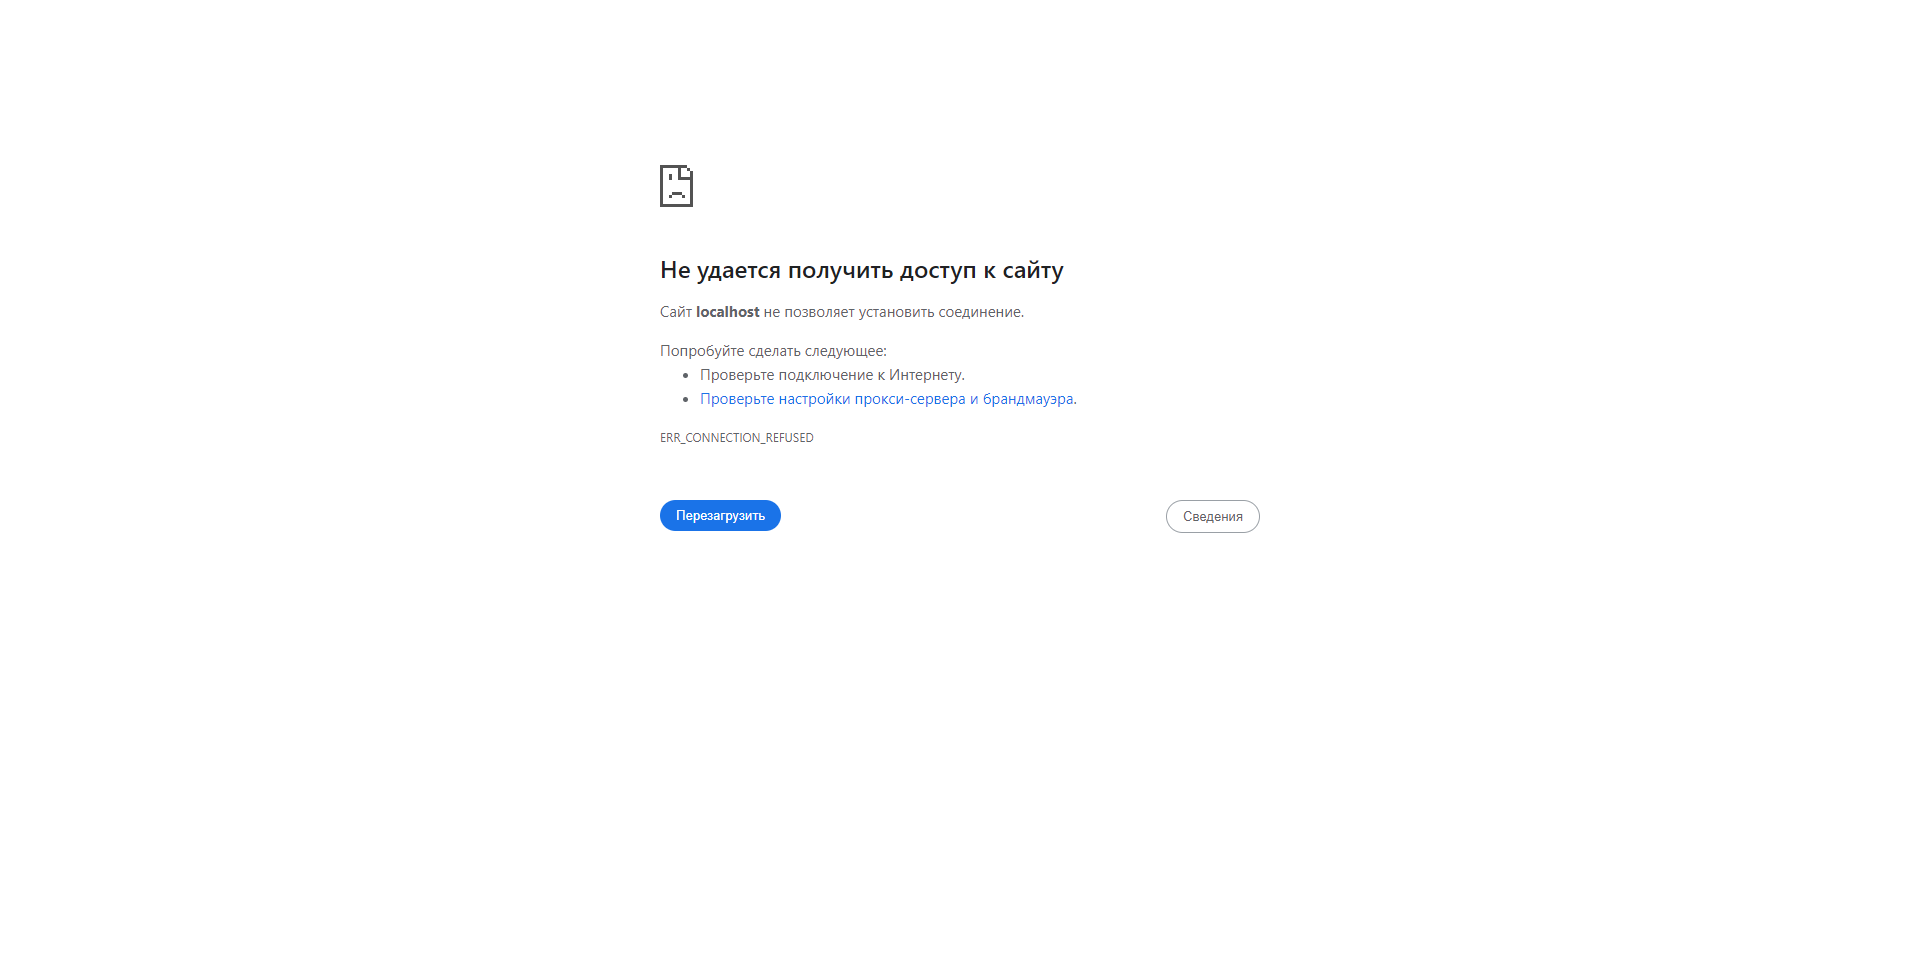 Не удается получить доступ к сайту
Сайт localhost не позволяет установить соединение.
Попробуйте сделать следующее:
Проверьте подключение к Интернету.
Проверьте настройки прокси-сервера и брандмауэра.
ERR_CONNECTION_REFUSED
Перезагрузить
Сведения